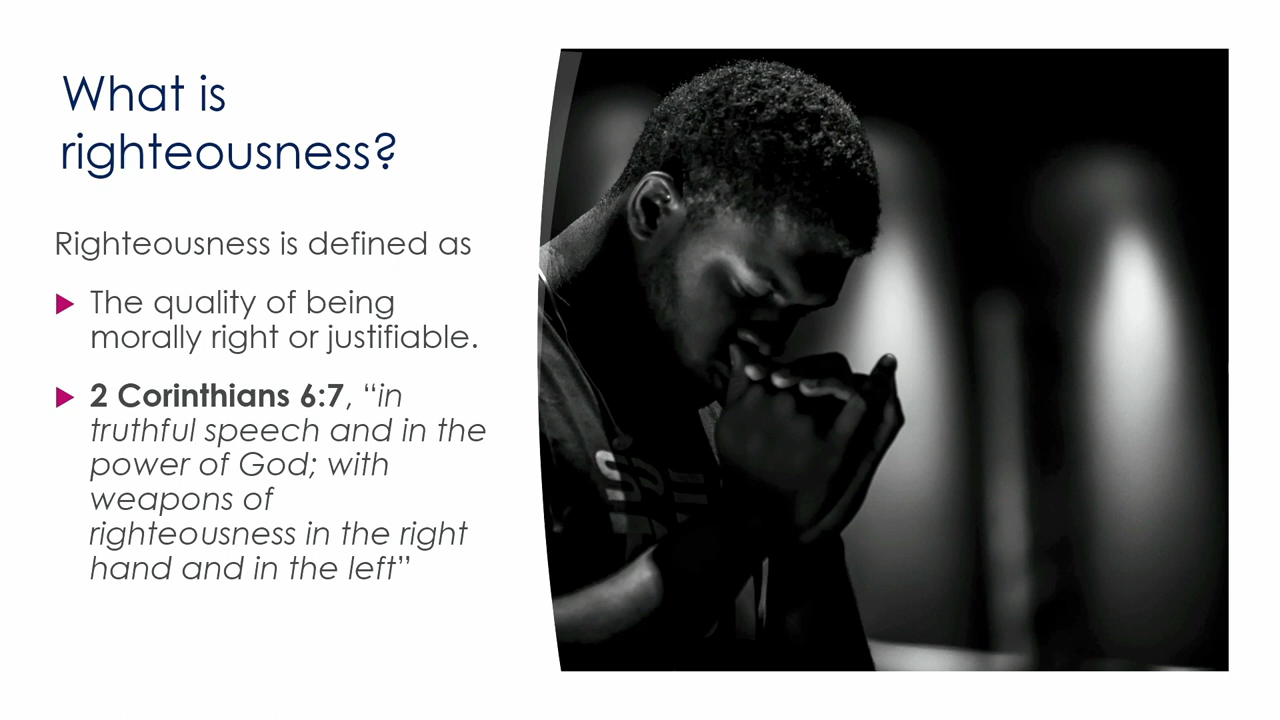 What is
righteousness?
Righteousness is defined as
The quality of being
morally right or justifiable.
2 Corinthians 6:7, “in
truthful speech and in the
power of God; with
weapons of
righteousness in the right
hand and in the left”